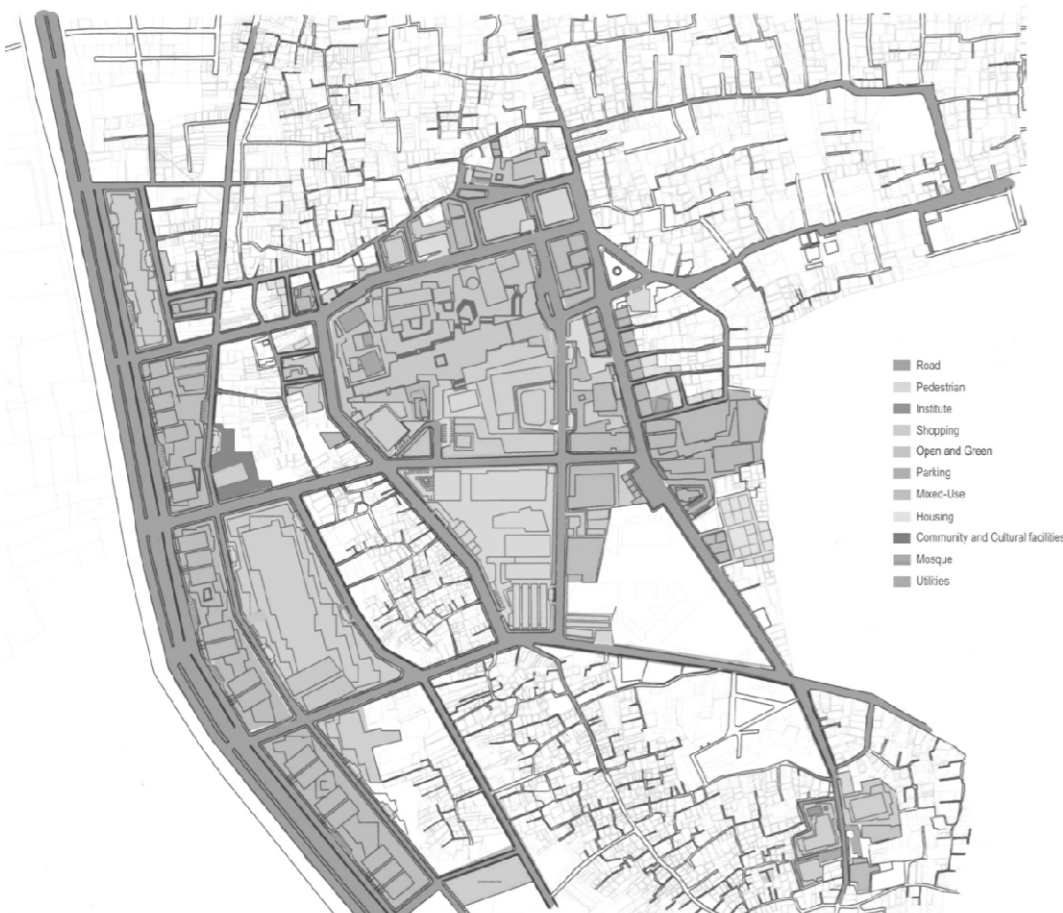 Road
Pedestrian
Institute
Shopping
Open and Green
Parking
Mixed-Use
Housing
Community and Cultural facilities
Mosque
Utilities